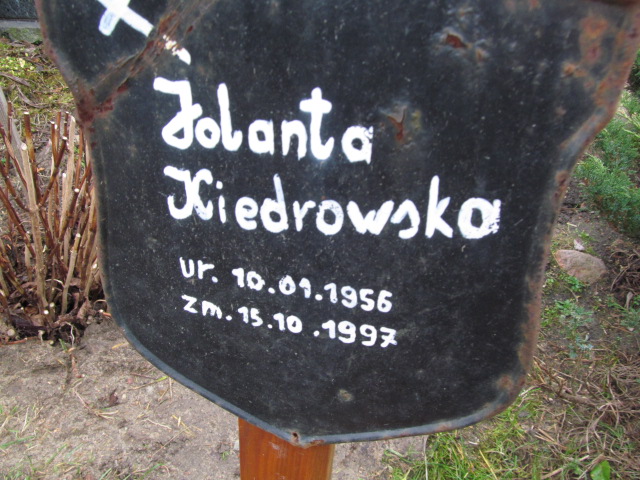 Jolanta
Kiedrowska
ur. 10.01.1956
zm. 15.10.1997